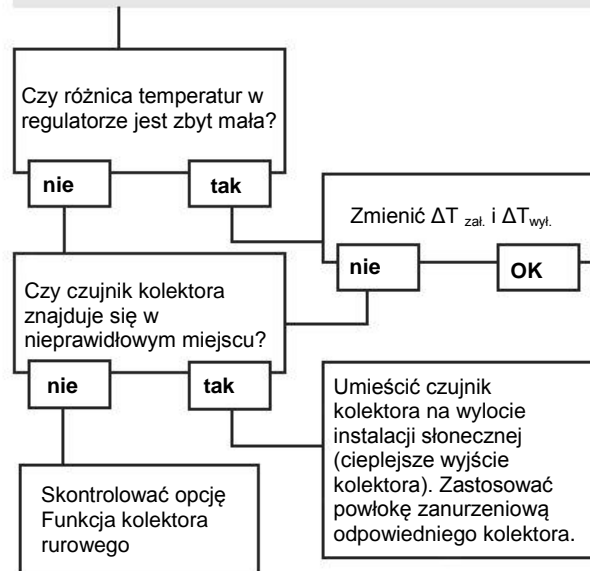 Czy różnica temperatur w
regulatorze jest zbyt mała?
nie
tak
Zmienić ΔT zał. i ΔTwył.
nie
OK
Czy czujnik kolektora
znajduje się w
nieprawidłowym miejscu?
nie
tak
Umieścić czujnik
kolektora na wylocie
instalacji słonecznej
(cieplejsze wyjście
kolektora). Zastosować
powłokę zanurzeniową
odpowiedniego kolektora.
Skontrolować opcję
Funkcja kolektora
rurowego